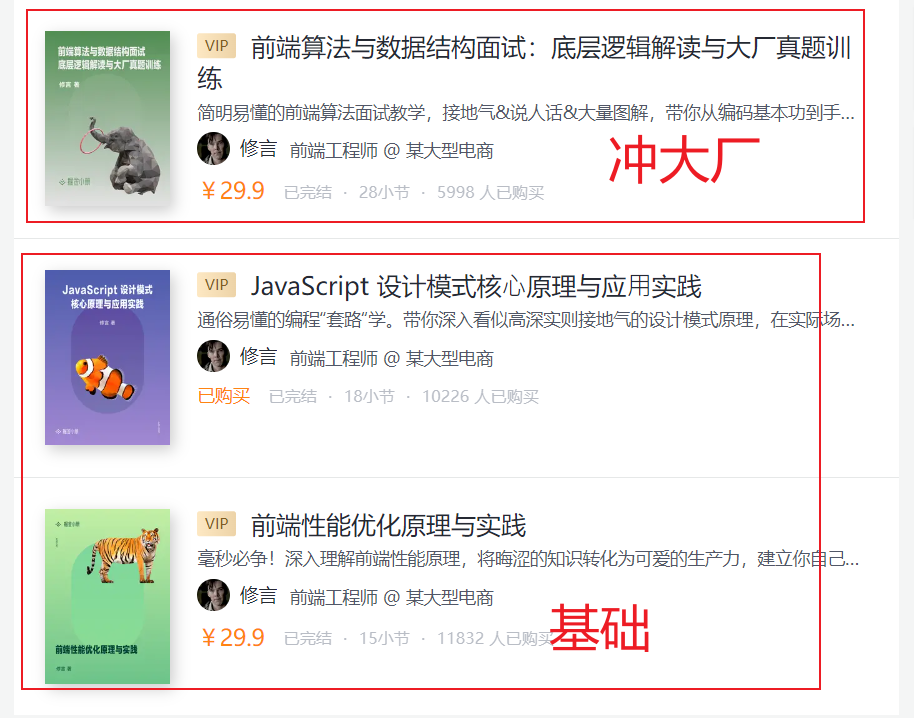 前端算法与数据结构面试
底层逻辑解读与大厂真题训练
修言 著
掘金小册
VIP 前端算法与数据结构面试：底层逻辑解读与大厂真题训
练
简明易懂的前端算法面试教学，接地气&说人话&大量图解，带你从编码基本功到手...
修言 前端工程师 @ 某大型电商
￥29.9 已完结 · 28小节 · 5998 人已购买
冲大厂
JavaScript 设计模式
核心原理与应用实践
修言 著
掘金小册
VIP JavaScript 设计模式核心原理与应用实践
通俗易懂的编程“套路“学。带你深入看似高深实则接地气的设计模式原理，在实际场...
修言 前端工程师 @ 某大型电商
已购买 已完结 · 18小节 · 10226 人已购买
掘金小册
前端性能优化原理与实践
修言 著
VIP 前端性能优化原理与实践
毫秒必争！深入理解前端性能原理，将晦涩的知识转化为可爱的生产力，建立你自己...
修言 前端工程师 @ 某大型电商
￥29.9 已完结 · 15小节 · 11832 人已购买
基础